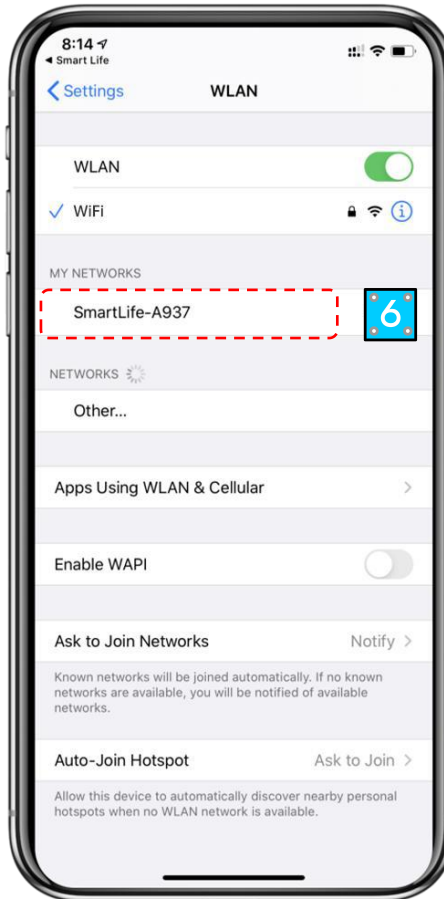 8:14
◀ Smart Life
Settings WLAN
WLAN
WiFi
MY NETWORKS
SmartLife-A937 6
NETWORKS
Other...
Apps Using WLAN & Cellular
Enable WAPI
Ask to Join Networks Notify
Known networks will be joined automatically. If no known
networks are available, you will be notified of available
networks.
Auto-Join Hotspot Ask to Join
Allow this device to automatically discover nearby personal
hotspots when no WLAN network is available.